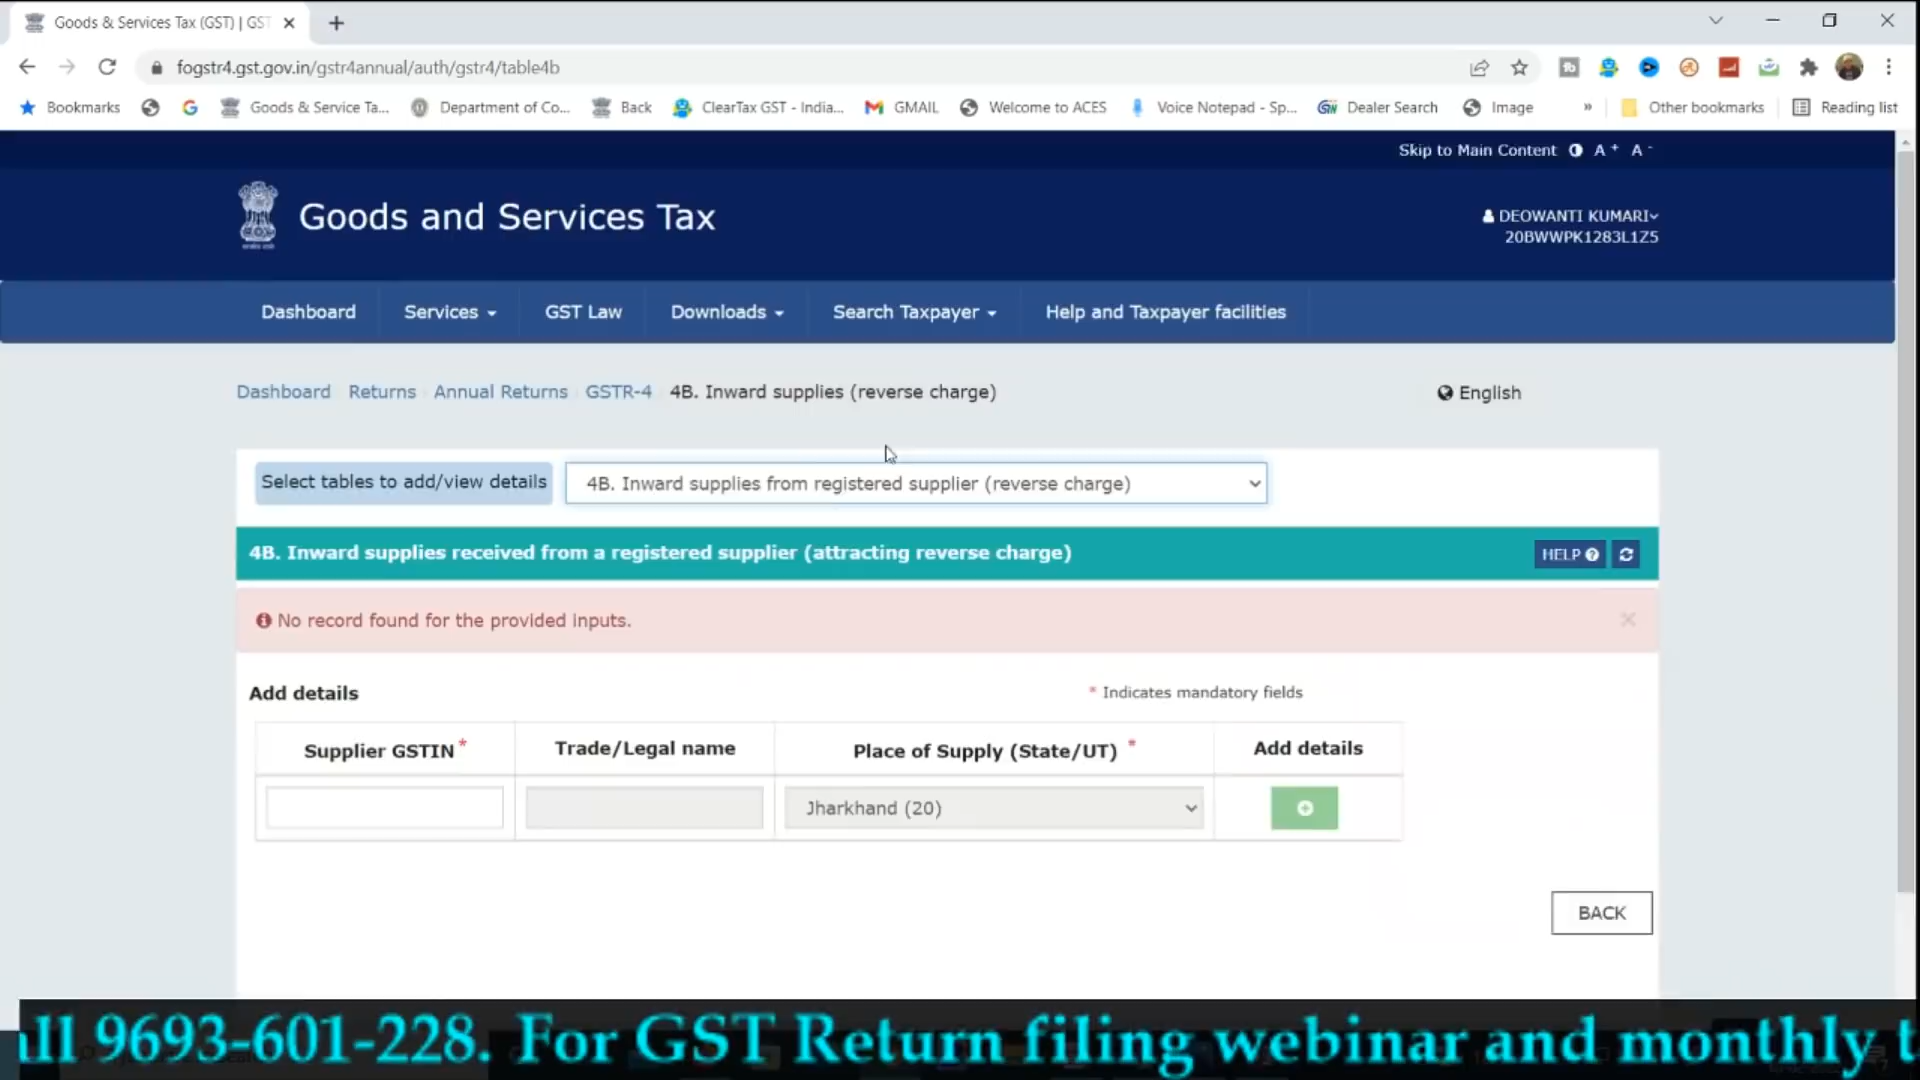 Goods & Services Tax (GST) | GST
fogstr4.gst.gov.in/gstr4annual/auth/gstr4/table4b
Bookmarks
Goods & Service Ta...
Department of Co...
Back
ClearTax GST - India...
GMAIL
Welcome to ACES
Voice Notepad - Sp...
Dealer Search
Image
»
Other bookmarks
Reading list
Skip to Main Content A+ A-
Goods and Services Tax
DEOWANTI KUMARI
20BWWPK1283L1Z5
Dashboard Services GST Law Downloads Search Taxpayer Help and Taxpayer facilities
Dashboard Returns Annual Returns GSTR-4 4B. Inward supplies (reverse charge)
English
Select tables to add/view details
4B. Inward supplies from registered supplier (reverse charge)
4B. Inward supplies received from a registered supplier (attracting reverse charge)
HELP
No record found for the provided inputs.
Add details
* Indicates mandatory fields
Supplier GSTIN* Trade/Legal name Place of Supply (State/UT) * Add details
Jharkhand (20)
BACK
9693-601-228. For GST Return filing webinar and monthly